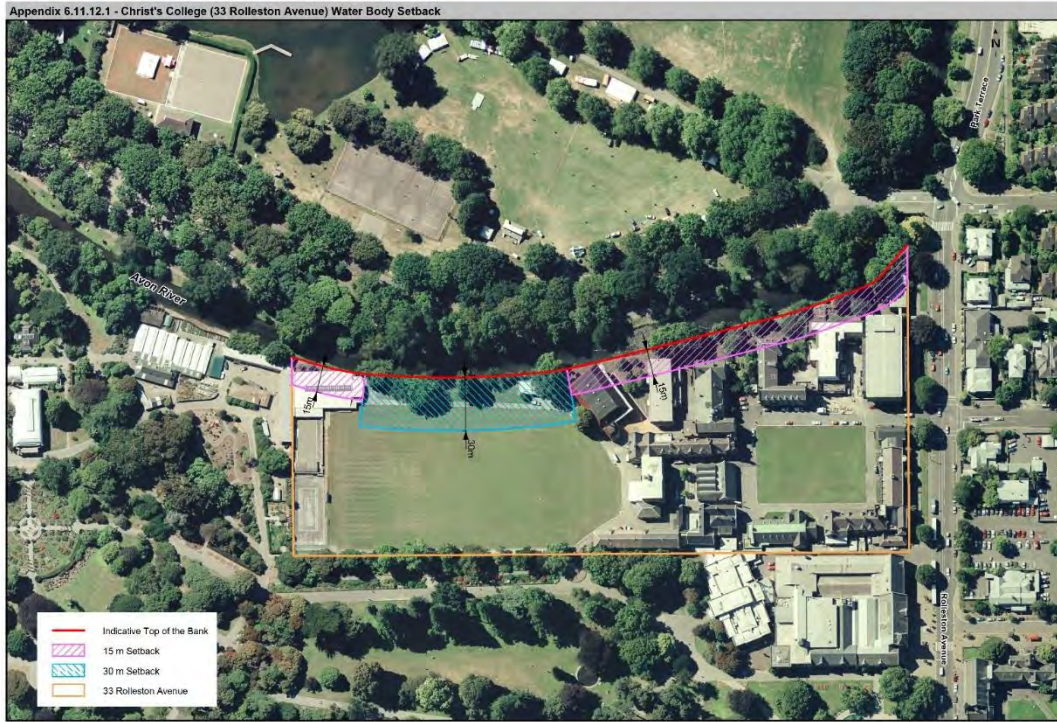 Appendix 6.11.12.1 - Christ's College (33 Rolleston Avenue) Water Body Setback
N
Park Terrace
Avon River
15m
30m
15m
Rolleston Avenue
Indicative Top of the Bank
15 m Setback
30 m Setback
33 Rolleston Avenue